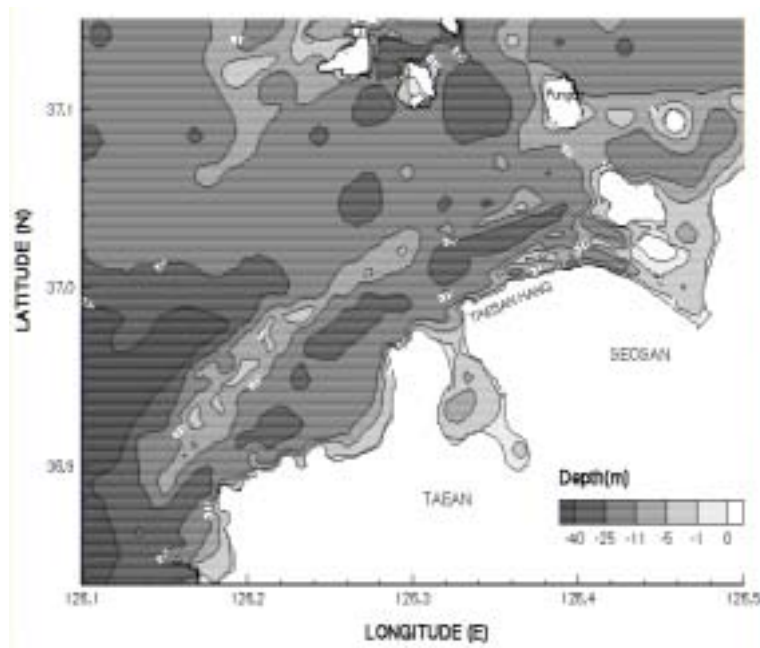 37.1
37.0
36.9
LATITUDE (N)
TAESAN HANG
SEOSAN
TAEAN
Depth(m)
-40 -25 -11 -5 -1 0
126.1 126.2 126.3 126.4 126.5
LONGITUDE (E)